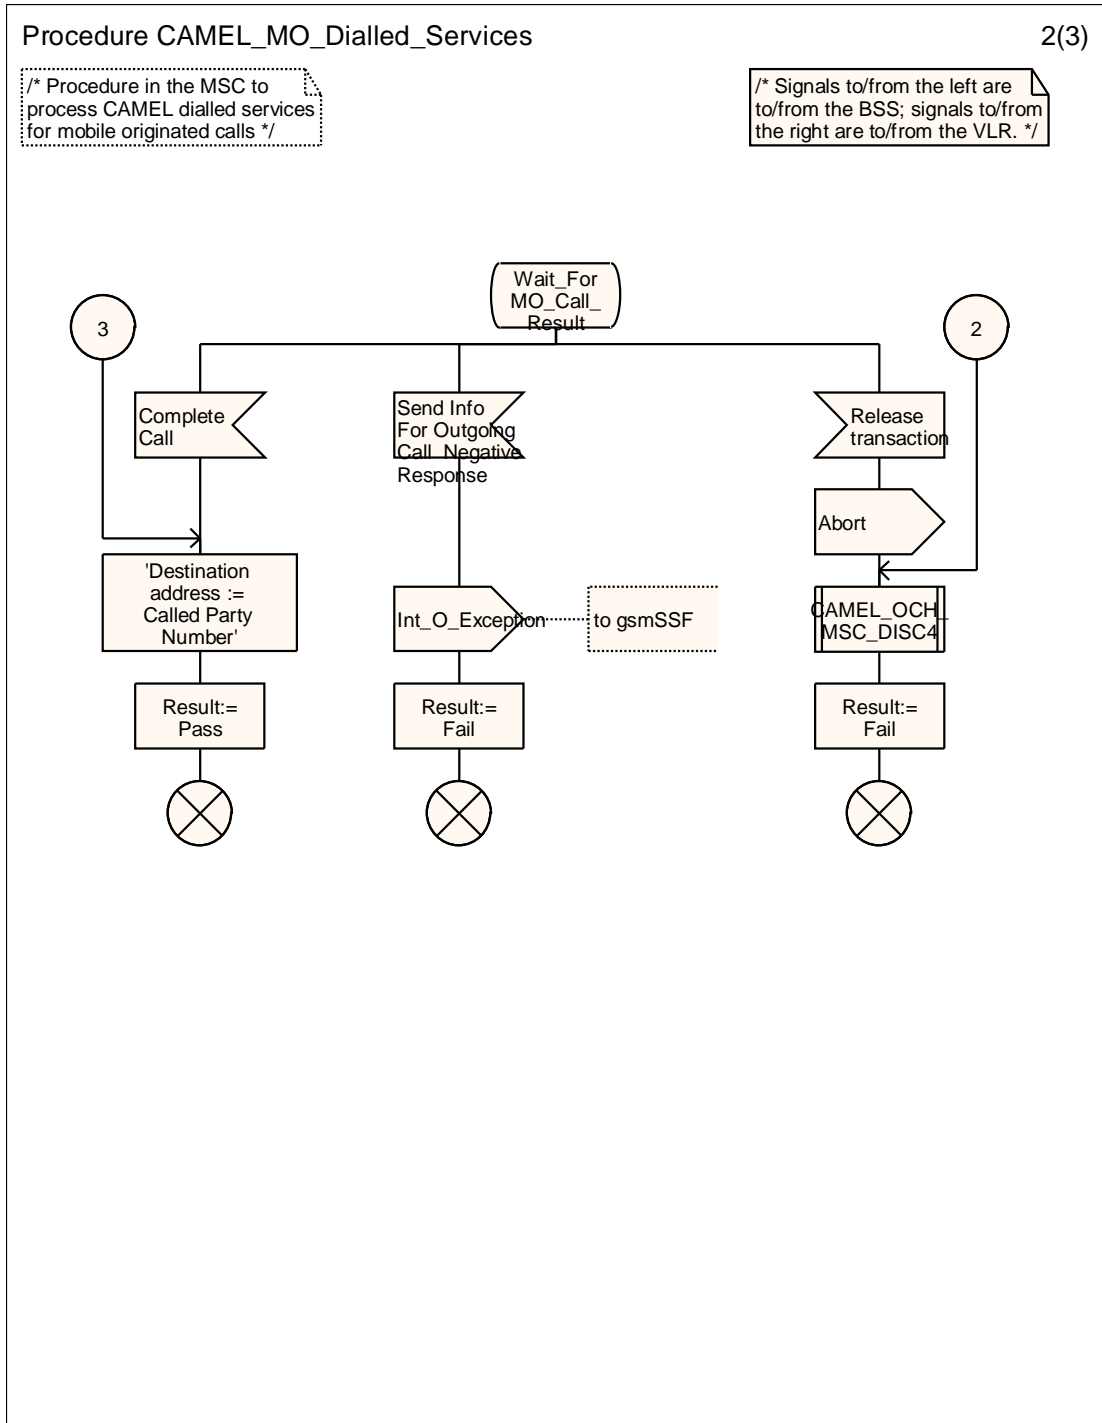 Procedure CAMEL_MO_Dialled_Services
2(3)
/* Procedure in the MSC to
process CAMEL dialled services
for mobile originated calls */
/* Signals to/from the left are
to/from the BSS; signals to/from
the right are to/from the VLR. */
Wait_For
MO_Call_
Result
3
2
Complete
Call
Send Info
For Outgoing
Call Negative
Response
Release
transaction
Abort
'Destination
address :=
Called Party
Number'
Int_O_Exception
to gsmSSF
CAMEL_OCH_
MSC_DISC4
Result:=
Pass
Result:=
Fail
Result:=
Fail